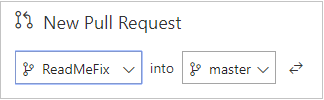 New Pull Request
ReadMeFix into master